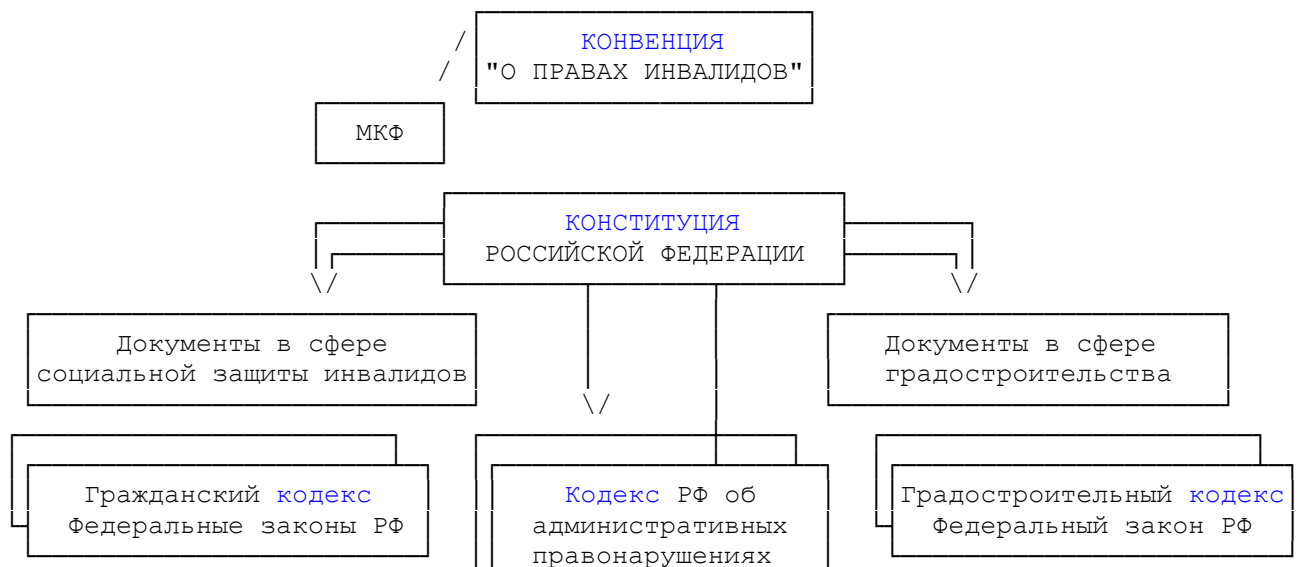 КОНВЕНЦИЯ
"О ПРАВАХ ИНВАЛИДОВ"
МКФ
КОНСТИТУЦИЯ
РОССИЙСКОЙ ФЕДЕРАЦИИ
Документы в сфере
социальной защиты инвалидов
Документы в сфере
градостроительства
Гражданский кодекс
Федеральные законы РФ
Кодекс РФ об
административных
правонарушениях
Градостроительный кодекс
Федеральный закон РФ